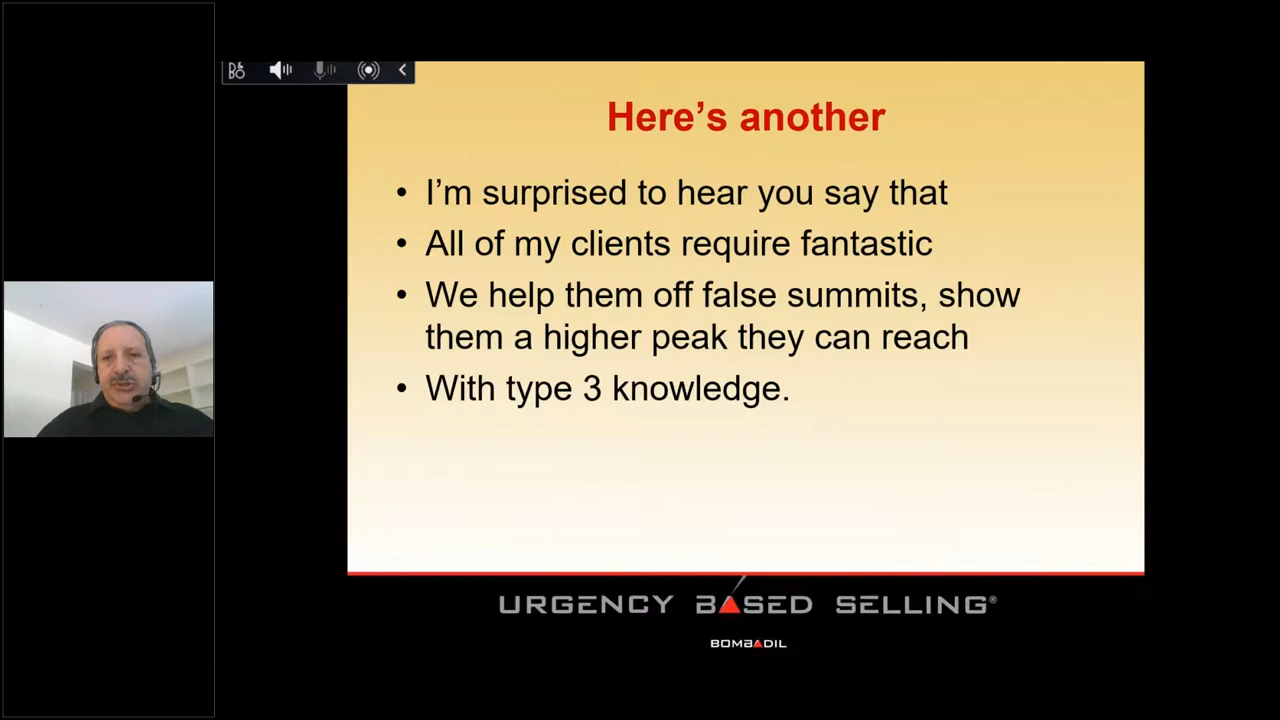 Here's another
• I'm surprised to hear you say that
• All of my clients require fantastic
• We help them off false summits, show
them a higher peak they can reach
• With type 3 knowledge.
URGENCY BASED SELLING®
BOMBADIL